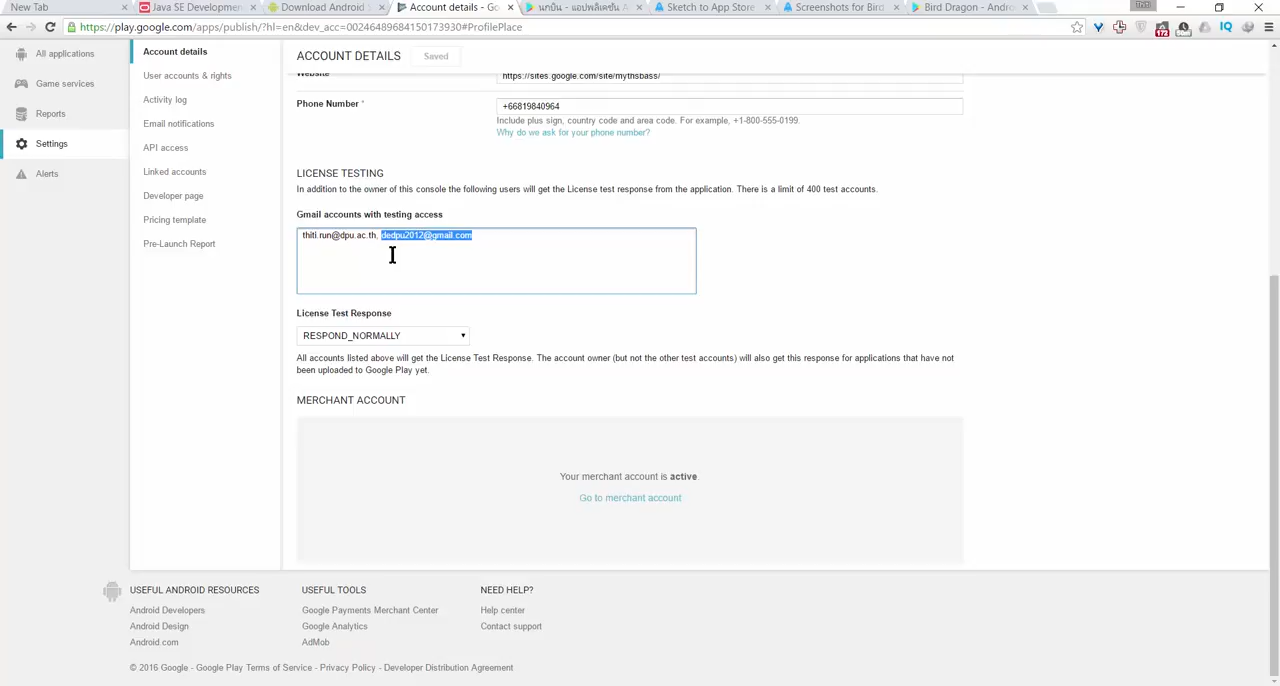 New Tab
Java SE Developmen
Download Android
Account details - Go
นกบิน - แอปพลิเคชัน A
Sketch to App Store
Screenshots for Bird
Bird Dragon - Andro
Thiti
https://play.google.com/apps/publish/?hl=en&dev_acc=00246489684150173930#ProfilePlace
172
IQ
All applications
Game services
Reports
Settings
Alerts
Account details
User accounts & rights
Activity log
Email notifications
API access
Linked accounts
Developer page
Pricing template
Pre-Launch Report
ACCOUNT DETAILS
Saved
Website
https://sites.google.com/site/mythsbass/
Phone Number *
+66819840964
Include plus sign, country code and area code. For example, +1-800-555-0199.
Why do we ask for your phone number?
LICENSE TESTING
In addition to the owner of this console the following users will get the License test response from the application. There is a limit of 400 test accounts.
Gmail accounts with testing access
thiti.run@dpu.ac.th, dedpu2012@gmail.com
License Test Response
RESPOND_NORMALLY
All accounts listed above will get the License Test Response. The account owner (but not the other test accounts) will also get this response for applications that have not
been uploaded to Google Play yet.
MERCHANT ACCOUNT
Your merchant account is active.
Go to merchant account
USEFUL ANDROID RESOURCES
Android Developers
Android Design
Android.com
USEFUL TOOLS
Google Payments Merchant Center
Google Analytics
AdMob
NEED HELP?
Help center
Contact support
© 2016 Google - Google Play Terms of Service - Privacy Policy - Developer Distribution Agreement